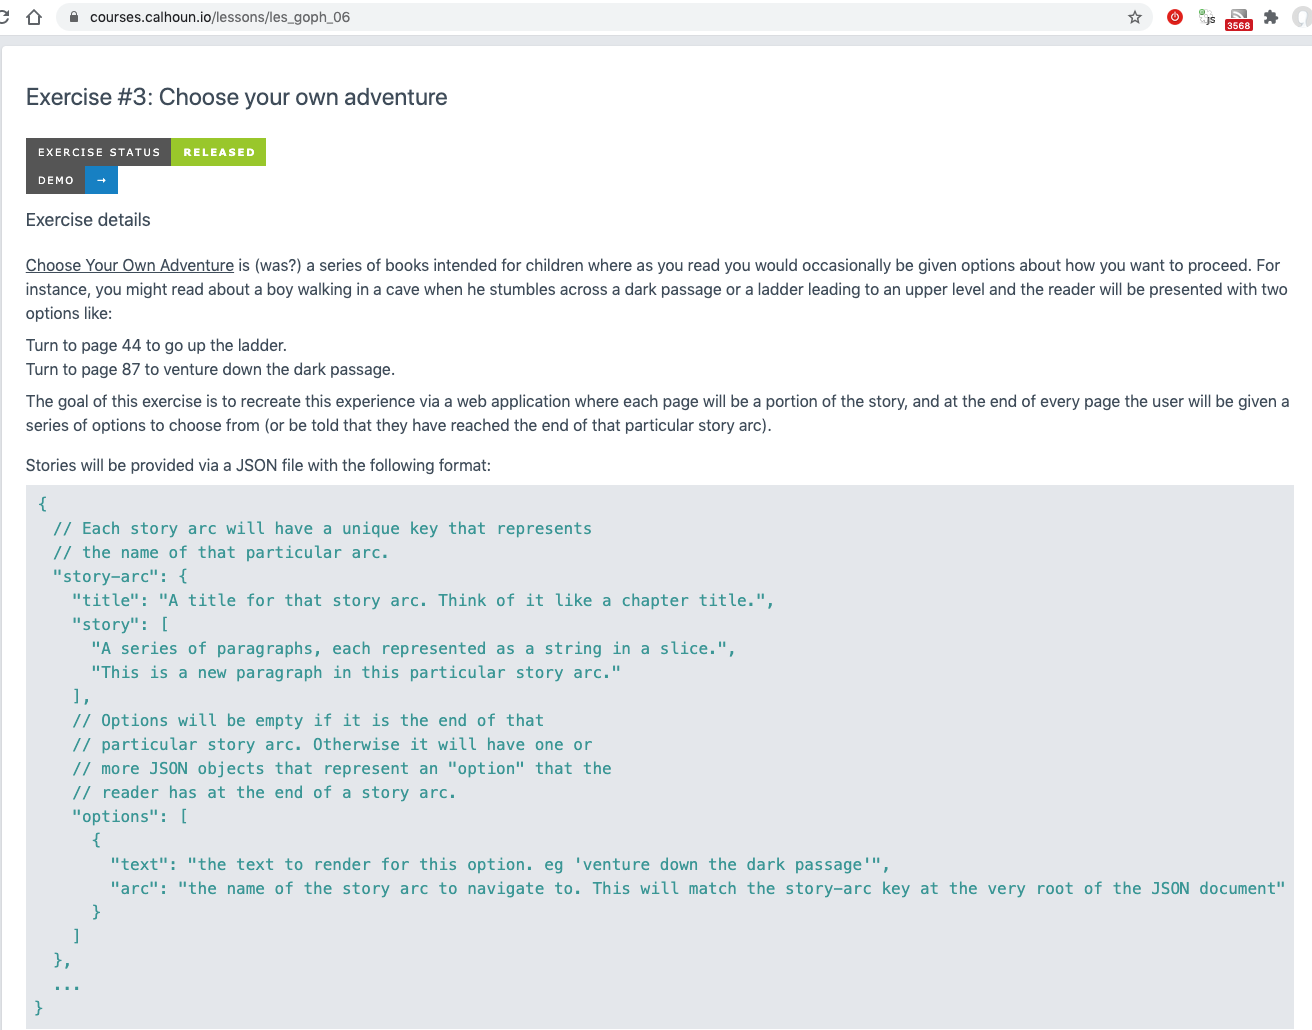 courses.calhoun.io/lessons/les_goph_06
JS
3568
Exercise #3: Choose your own adventure
EXERCISE STATUS RELEASED
DEMO →
Exercise details
Choose Your Own Adventure is (was?) a series of books intended for children where as you read you would occasionally be given options about how you want to proceed. For
instance, you might read about a boy walking in a cave when he stumbles across a dark passage or a ladder leading to an upper level and the reader will be presented with two
options like:
Turn to page 44 to go up the ladder.
Turn to page 87 to venture down the dark passage.
The goal of this exercise is to recreate this experience via a web application where each page will be a portion of the story, and at the end of every page the user will be given a
series of options to choose from (or be told that they have reached the end of that particular story arc).
Stories will be provided via a JSON file with the following format:
{
  // Each story arc will have a unique key that represents
  // the name of that particular arc.
  "story-arc": {
    "title": "A title for that story arc. Think of it like a chapter title.",
    "story": [
      "A series of paragraphs, each represented as a string in a slice.",
      "This is a new paragraph in this particular story arc."
    ],
    // Options will be empty if it is the end of that
    // particular story arc. Otherwise it will have one or
    // more JSON objects that represent an "option" that the
    // reader has at the end of a story arc.
    "options": [
      {
        "text": "the text to render for this option. eg 'venture down the dark passage'",
        "arc": "the name of the story arc to navigate to. This will match the story-arc key at the very root of the JSON document"
      }
    ]
  },
  ...
}